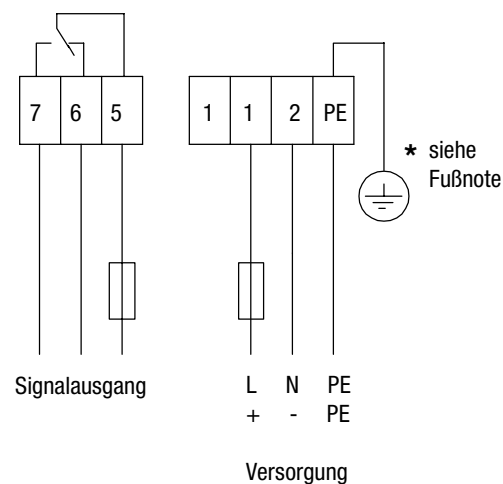 7 6 5
1 1 2 PE
* siehe
Fußnote
Signalausgang
L N PE
+ - PE
Versorgung